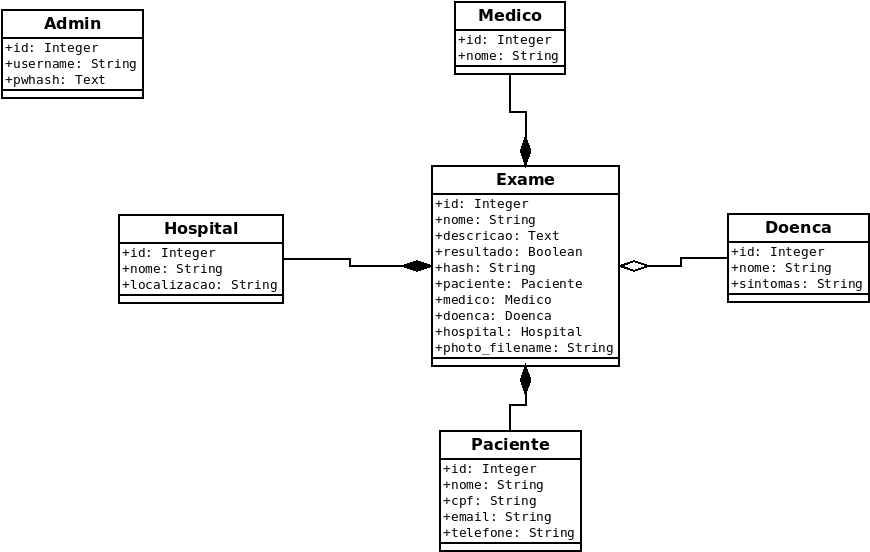 Admin
+id: Integer
+username: String
+pwhash: Text
Medico
+id: Integer
+nome: String
Exame
+id: Integer
+nome: String
+descricao: Text
+resultado: Boolean
+hash: String
+paciente: Paciente
+medico: Medico
+doenca: Doenca
+hospital: Hospital
+photo_filename: String
Hospital
+id: Integer
+nome: String
+localizacao: String
Doenca
+id: Integer
+nome: String
+sintomas: String
Paciente
+id: Integer
+nome: String
+cpf: String
+email: String
+telefone: String